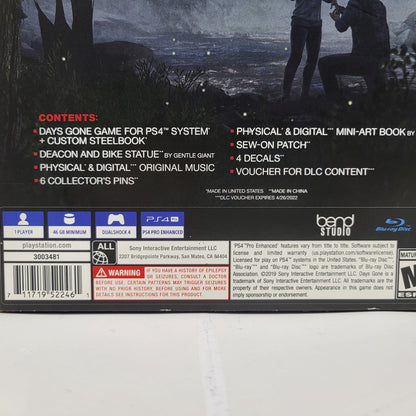 CONTENTS:
▪ DAYS GONE GAME FOR PS4™ SYSTEM*
+ CUSTOM STEELBOOK*
▪ DEACON AND BIKE STATUE** BY GENTLE GIANT
▪ PHYSICAL* & DIGITAL*** ORIGINAL MUSIC
▪ 6 COLLECTOR'S PINS**
▪ PHYSICAL* & DIGITAL*** MINI-ART BOOK BY
▪ SEW-ON PATCH**
▪ 4 DECALS**
▪ VOUCHER FOR DLC CONTENT***
*MADE IN UNITED STATES **MADE IN CHINA
***DLC VOUCHER EXPIRES 4/26/2022
1 PLAYER
46 GB MINIMUM
DUALSHOCK 4
PS4 PRO
PS4 PRO ENHANCED
bend
STUDIO
Blu-ray Disc
playstation.com
3003481
7 11719 52246 1
ALL
Sony Interactive Entertainment LLC
2207 Bridgepointe Parkway, San Mateo, CA 94404
WARNING
IF YOU HAVE A HISTORY OF EPILEPSY
OR SEIZURES, CONSULT A DOCTOR
BEFORE USE. CERTAIN PATTERNS MAY TRIGGER SEIZURES
WITH NO PRIOR HISTORY. BEFORE USING AND FOR MORE
DETAILS SEE INSTRUCTIONS FOR THIS PRODUCT.
"PS4™Pro Enhanced" features vary from title to title. Software subject to
license and limited warranty (us.playstation.com/softwarelicense).
Licensed for play on PS4™ systems in the United States. "Blu-ray
Disc™", "Blu-ray™" and "Blu-ray Disc™" logo are trademarks of Blu-ray Disc
Association. ©2019 Sony Interactive Entertainment LLC. Days Gone
is a trademark of Sony Interactive Entertainment LLC. All trademarks are the
property of their respective owners. Appearance in this game does not
imply sponsorship or endorsement.
MATURE
M